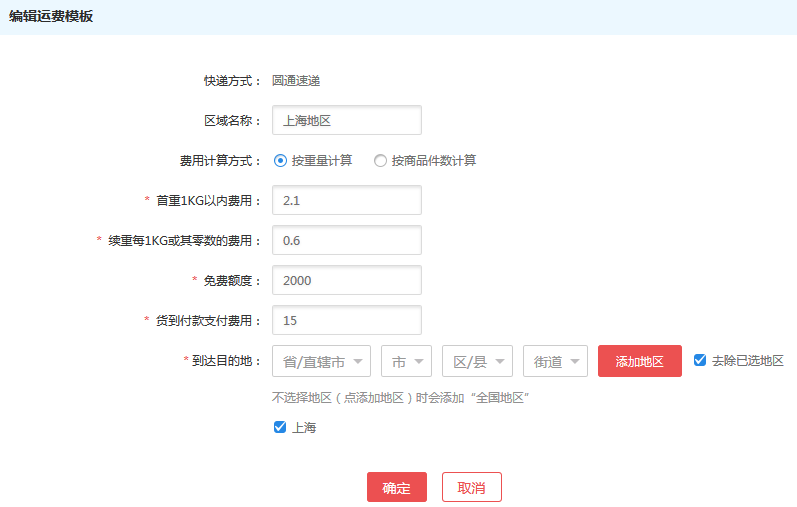 编辑运费模板
快递方式： 圆通速递
区域名称： 上海地区
费用计算方式： 按重量计算 按商品件数计算
* 首重1KG以内费用： 2.1
* 续重每1KG或其零数的费用： 0.6
* 免费额度： 2000
* 货到付款支付费用： 15
* 到达目的地： 省/直辖市 市 区/县 街道 添加地区 去除已选地区
不选择地区（点添加地区）时会添加“全国地区”
上海
确定 取消